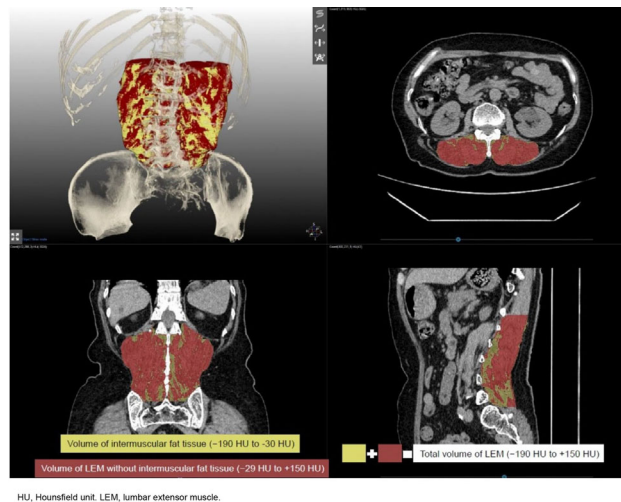 Volume of intermuscular fat tissue (−190 HU to -30 HU)
Volume of LEM without intermuscular fat tissue (−29 HU to +150 HU)
Total volume of LEM (−190 HU to +150 HU)
HU, Hounsfield unit. LEM, lumbar extensor muscle.